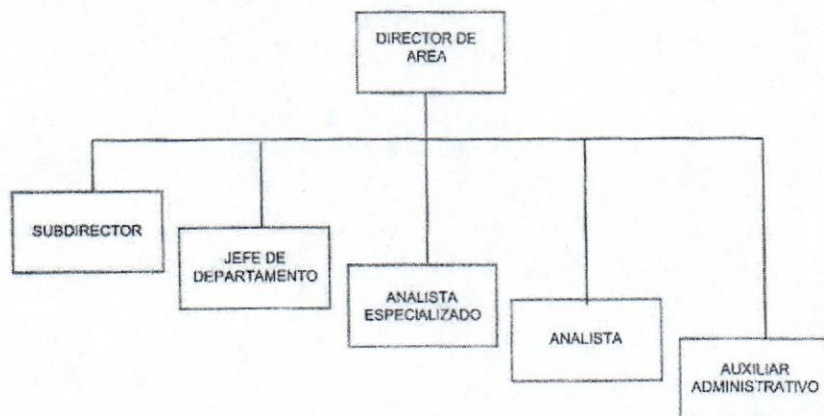 DIRECTOR DE
AREA
SUBDIRECTOR
JEFE DE
DEPARTAMENTO
ANALISTA
ESPECIALIZADO
ANALISTA
AUXILIAR
ADMINISTRATIVO